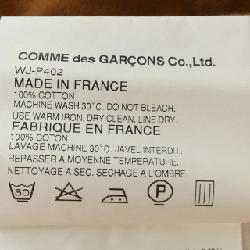 COMME des GARÇONS Co.,Ltd.
WJ-P402
MADE IN FRANCE
100% COTTON
MACHINE WASH 30°C. DO NOT BLEACH.
USE WARM IRON. DRY CLEAN. LINE DRY.
FABRIQUE EN FRANCE
100% COTON
LAVAGE MACHINE 30°C. JAVEL INTERDIT.
REPASSER A MOYENNE TEMPERATURE.
NETTOYAGE A SEC. SECHAGE A L'OMBRE.
P